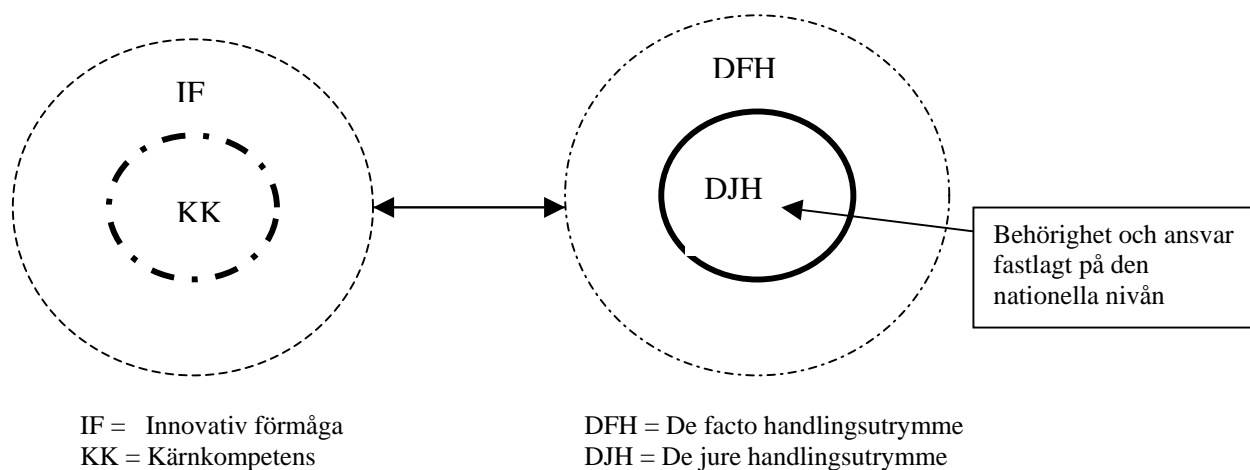 IF
KK
DFH
DJH
Behörighet och ansvar
fastlagt på den
nationella nivån
IF = Innovativ förmåga
KK = Kärnkompetens
DFH = De facto handlingsutrymme
DJH = De jure handlingsutrymme